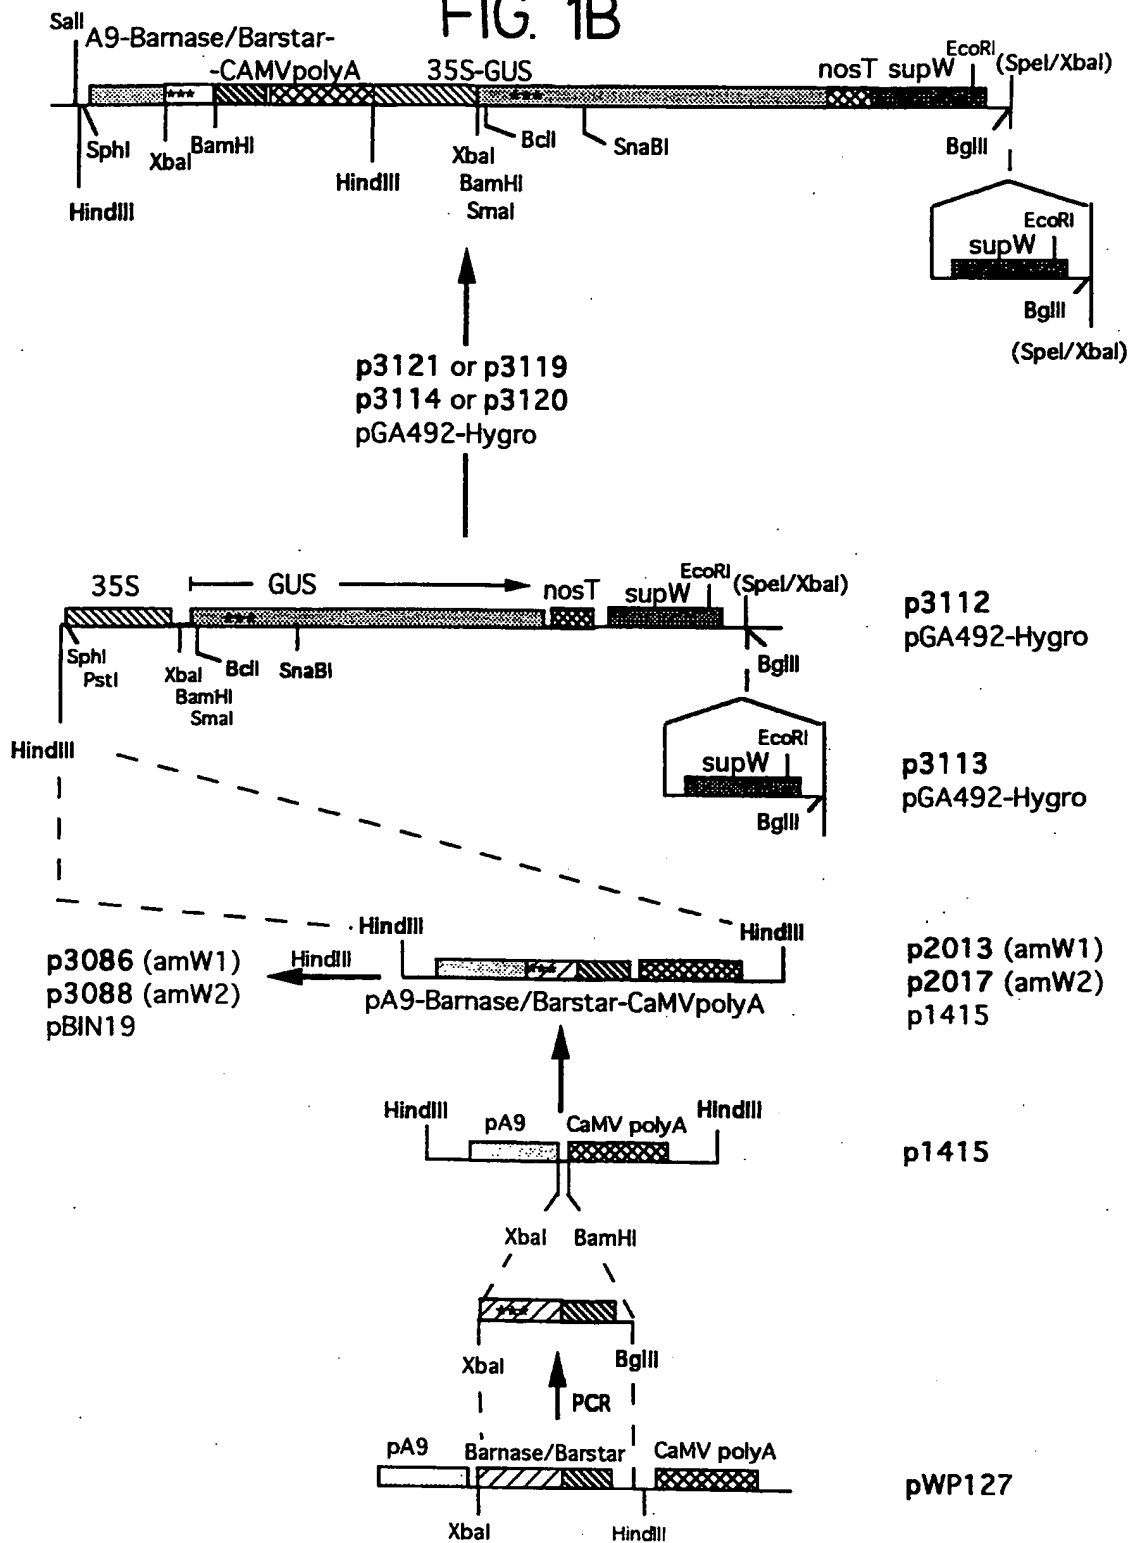 FIG. 1B
SalI
A9-Barnase/Barstar-
-CAMVpolyA
35S-GUS
nosT supW
EcoRI
(SpeI/XbaI)
***
***
SphI
XbaI
BamHI
HindIII
HindIII
XbaI
BamHI
SmaI
BclI
SnaBI
BglII
EcoRI
supW
BglII
(SpeI/XbaI)
p3121 or p3119
p3114 or p3120
pGA492-Hygro
35S
GUS
nosT
supW
EcoRI
(SpeI/XbaI)
***
p3112
pGA492-Hygro
SphI
PstI
XbaI
BamHI
SmaI
BclI
SnaBI
BglII
HindIII
EcoRI
supW
BglII
p3113
pGA492-Hygro
HindIII
HindIII
p3086 (amW1)
p3088 (amW2)
pBIN19
HindIII
***
pA9-Barnase/Barstar-CaMVpolyA
p2013 (amW1)
p2017 (amW2)
p1415
HindIII
pA9
CaMV polyA
HindIII
p1415
XbaI
BamHI
***
XbaI
BglII
PCR
pA9
Barnase/Barstar
CaMV polyA
pWP127
XbaI
HindIII